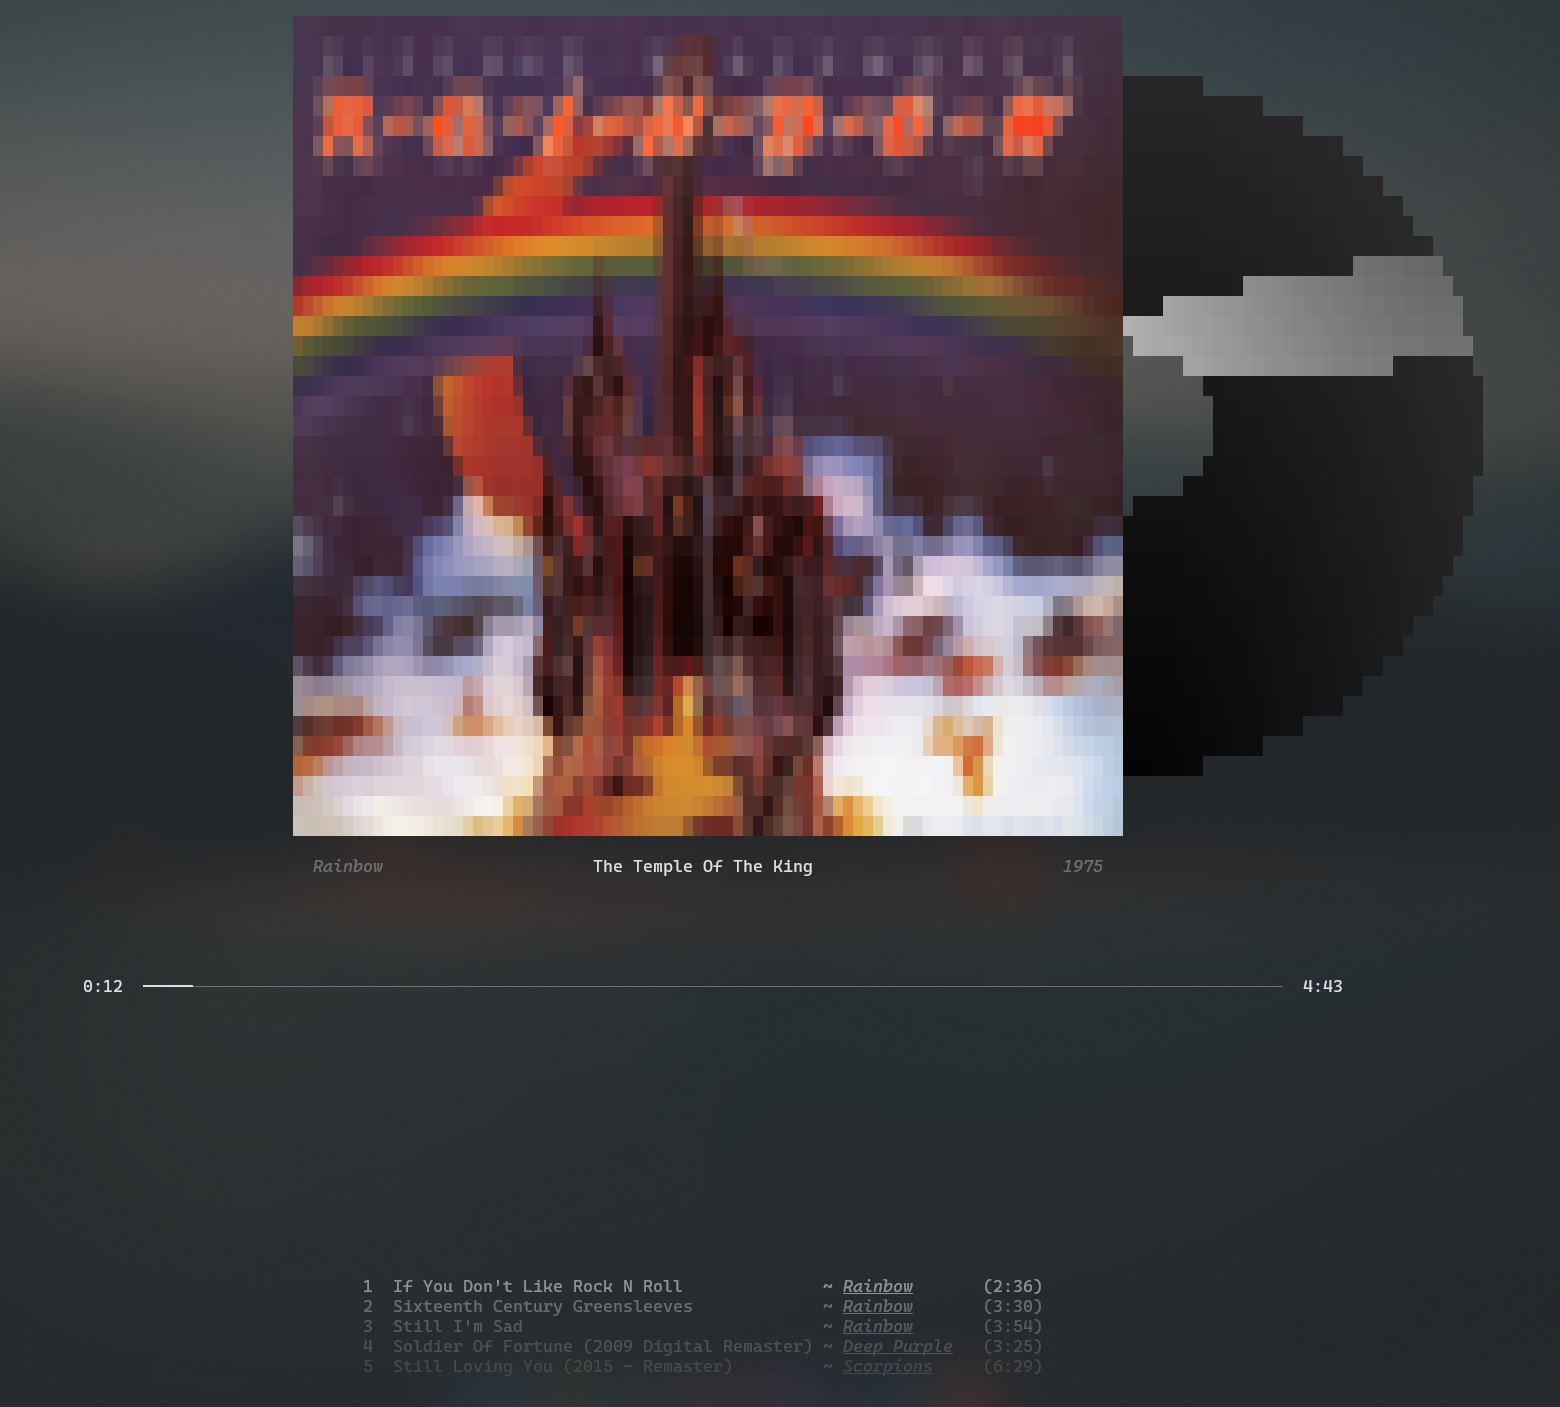 Rainbow The Temple Of The King 1975
0:12 4:43
1 If You Don't Like Rock N Roll ~ Rainbow (2:36)
2 Sixteenth Century Greensleeves ~ Rainbow (3:30)
3 Still I'm Sad ~ Rainbow (3:54)
4 Soldier Of Fortune (2009 Digital Remaster) ~ Deep Purple (3:25)
5 Still Loving You (2015 - Remaster) ~ Scorpions (6:29)